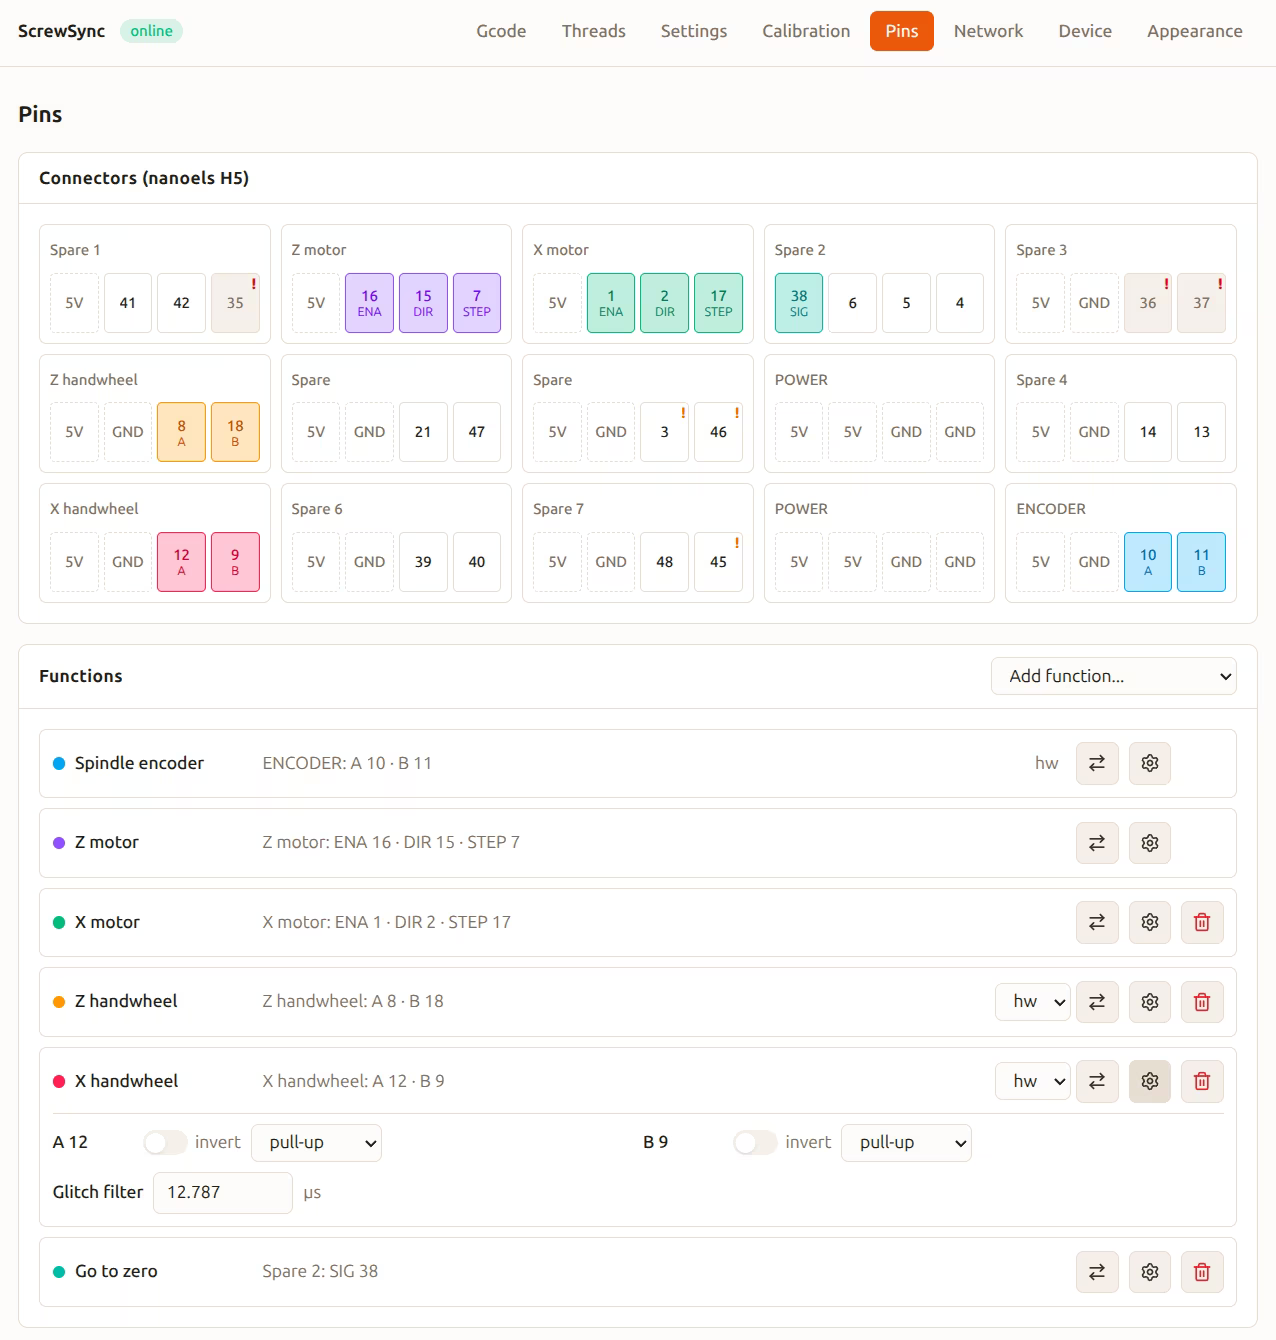 ScrewSync online Gcode Threads Settings Calibration Pins Network Device Appearance
Pins
Connectors (nanoels H5)
Spare 1
5V 41 42 35 !
Z motor
5V 16 ENA 15 DIR 7 STEP
X motor
5V 1 ENA 2 DIR 17 STEP
Spare 2
38 SIG 6 5 4
Spare 3
5V GND 36 ! 37 !
Z handwheel
5V GND 8 A 18 B
Spare
5V GND 21 47
Spare
5V GND 3 ! 46 !
POWER
5V 5V GND GND
Spare 4
5V GND 14 13
X handwheel
5V GND 12 A 9 B
Spare 6
5V GND 39 40
Spare 7
5V GND 48 45 !
POWER
5V 5V GND GND
ENCODER
5V GND 10 A 11 B
Functions Add function...
Spindle encoder ENCODER: A 10 · B 11 hw
Z motor Z motor: ENA 16 · DIR 15 · STEP 7
X motor X motor: ENA 1 · DIR 2 · STEP 17
Z handwheel Z handwheel: A 8 · B 18 hw
X handwheel X handwheel: A 12 · B 9 hw
A 12 invert pull-up B 9 invert pull-up
Glitch filter 12.787 µs
Go to zero Spare 2: SIG 38